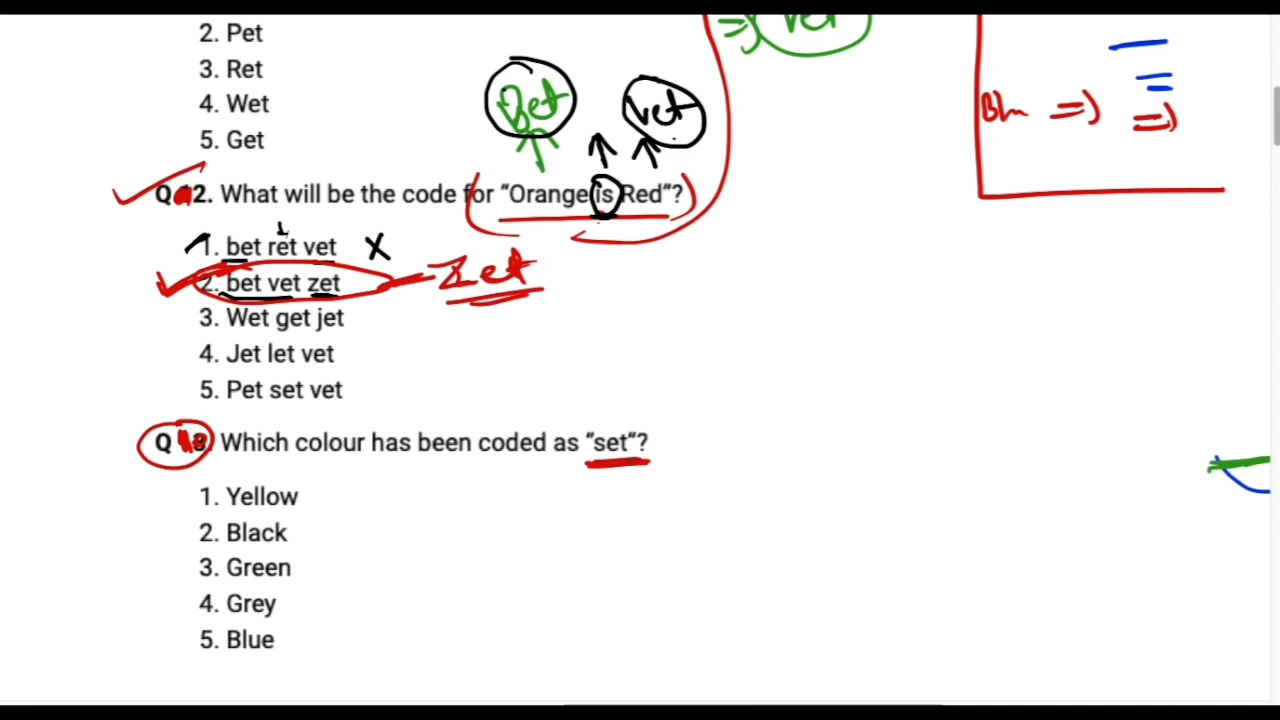 2. Pet
3. Ret
4. Wet
5. Get
Bet
vet
Q 12. What will be the code for “Orange is Red”?
1. bet ret vet X
2. bet vet zet
Zet
3. Wet get jet
4. Jet let vet
5. Pet set vet
Q 13. Which colour has been coded as “set”?
1. Yellow
2. Black
3. Green
4. Grey
5. Blue